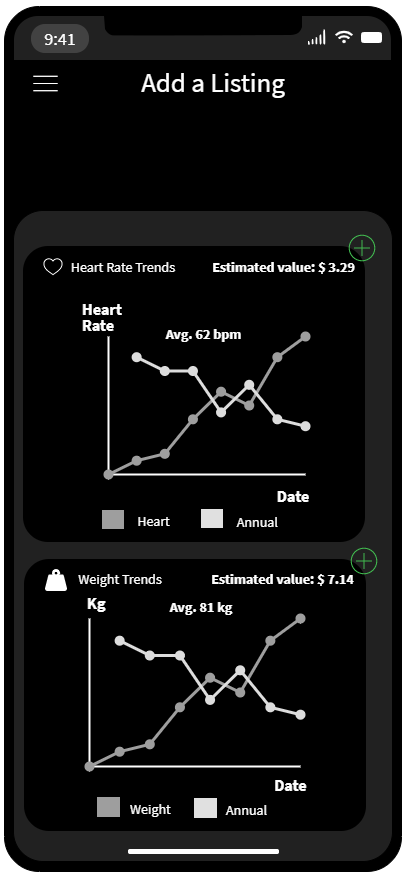 9:41
Add a Listing
Heart Rate Trends
Estimated value: $ 3.29
Heart
Rate
Avg. 62 bpm
Date
Heart
Annual
Weight Trends
Estimated value: $ 7.14
Kg
Avg. 81 kg
Date
Weight
Annual